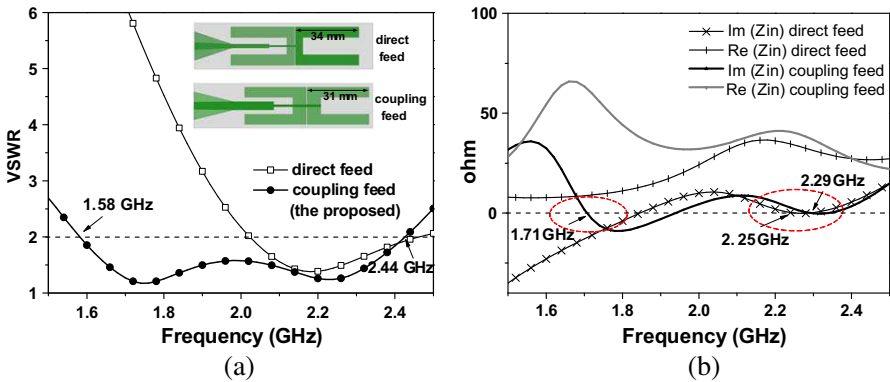 (a)
6
5
4
3
2
1
VSWR
34 mm
direct
feed
31 mm
coupling
feed
direct feed
coupling feed
(the proposed)
1.58 GHz
2.44 GHz
1.6 1.8 2.0 2.2 2.4
Frequency (GHz)
(a)
(b)
100
50
0
-50
ohm
Im (Zin) direct feed
Re (Zin) direct feed
Im (Zin) coupling feed
Re (Zin) coupling feed
2.29GHz
1.71GHz
2.25GHz
1.6 1.8 2.0 2.2 2.4
Frequency (GHz)
(b)